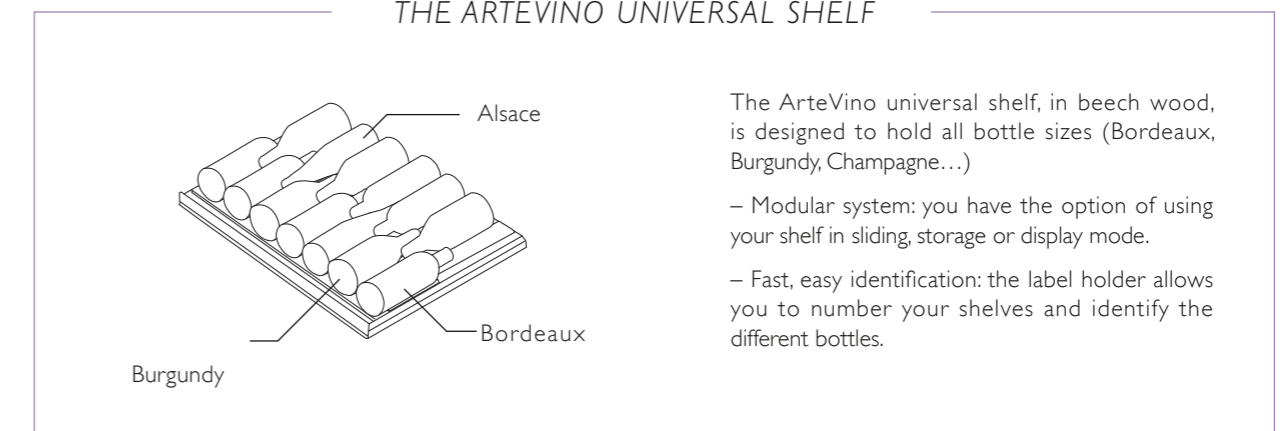 THE ARTEVINO UNIVERSAL SHELF
Alsace
Bordeaux
Burgundy
The ArteVino universal shelf, in beech wood,
is designed to hold all bottle sizes (Bordeaux,
Burgundy, Champagne…)
– Modular system: you have the option of using
your shelf in sliding, storage or display mode.
– Fast, easy identification: the label holder allows
you to number your shelves and identify the
different bottles.